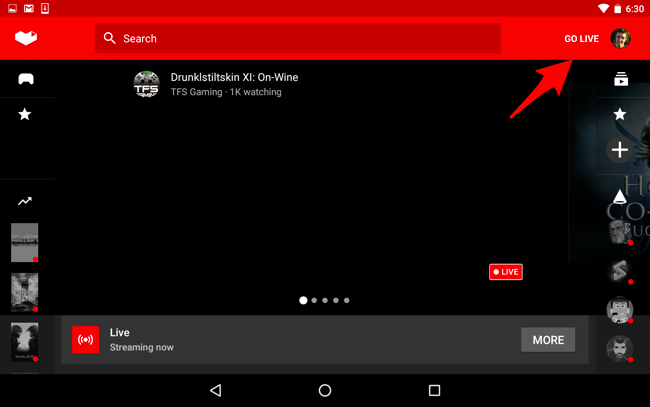 6:30
Search
GO LIVE
Drunklstiltskin XI: On-Wine
TFS Gaming · 1K watching
TFS
LIVE
Live
Streaming now
MORE